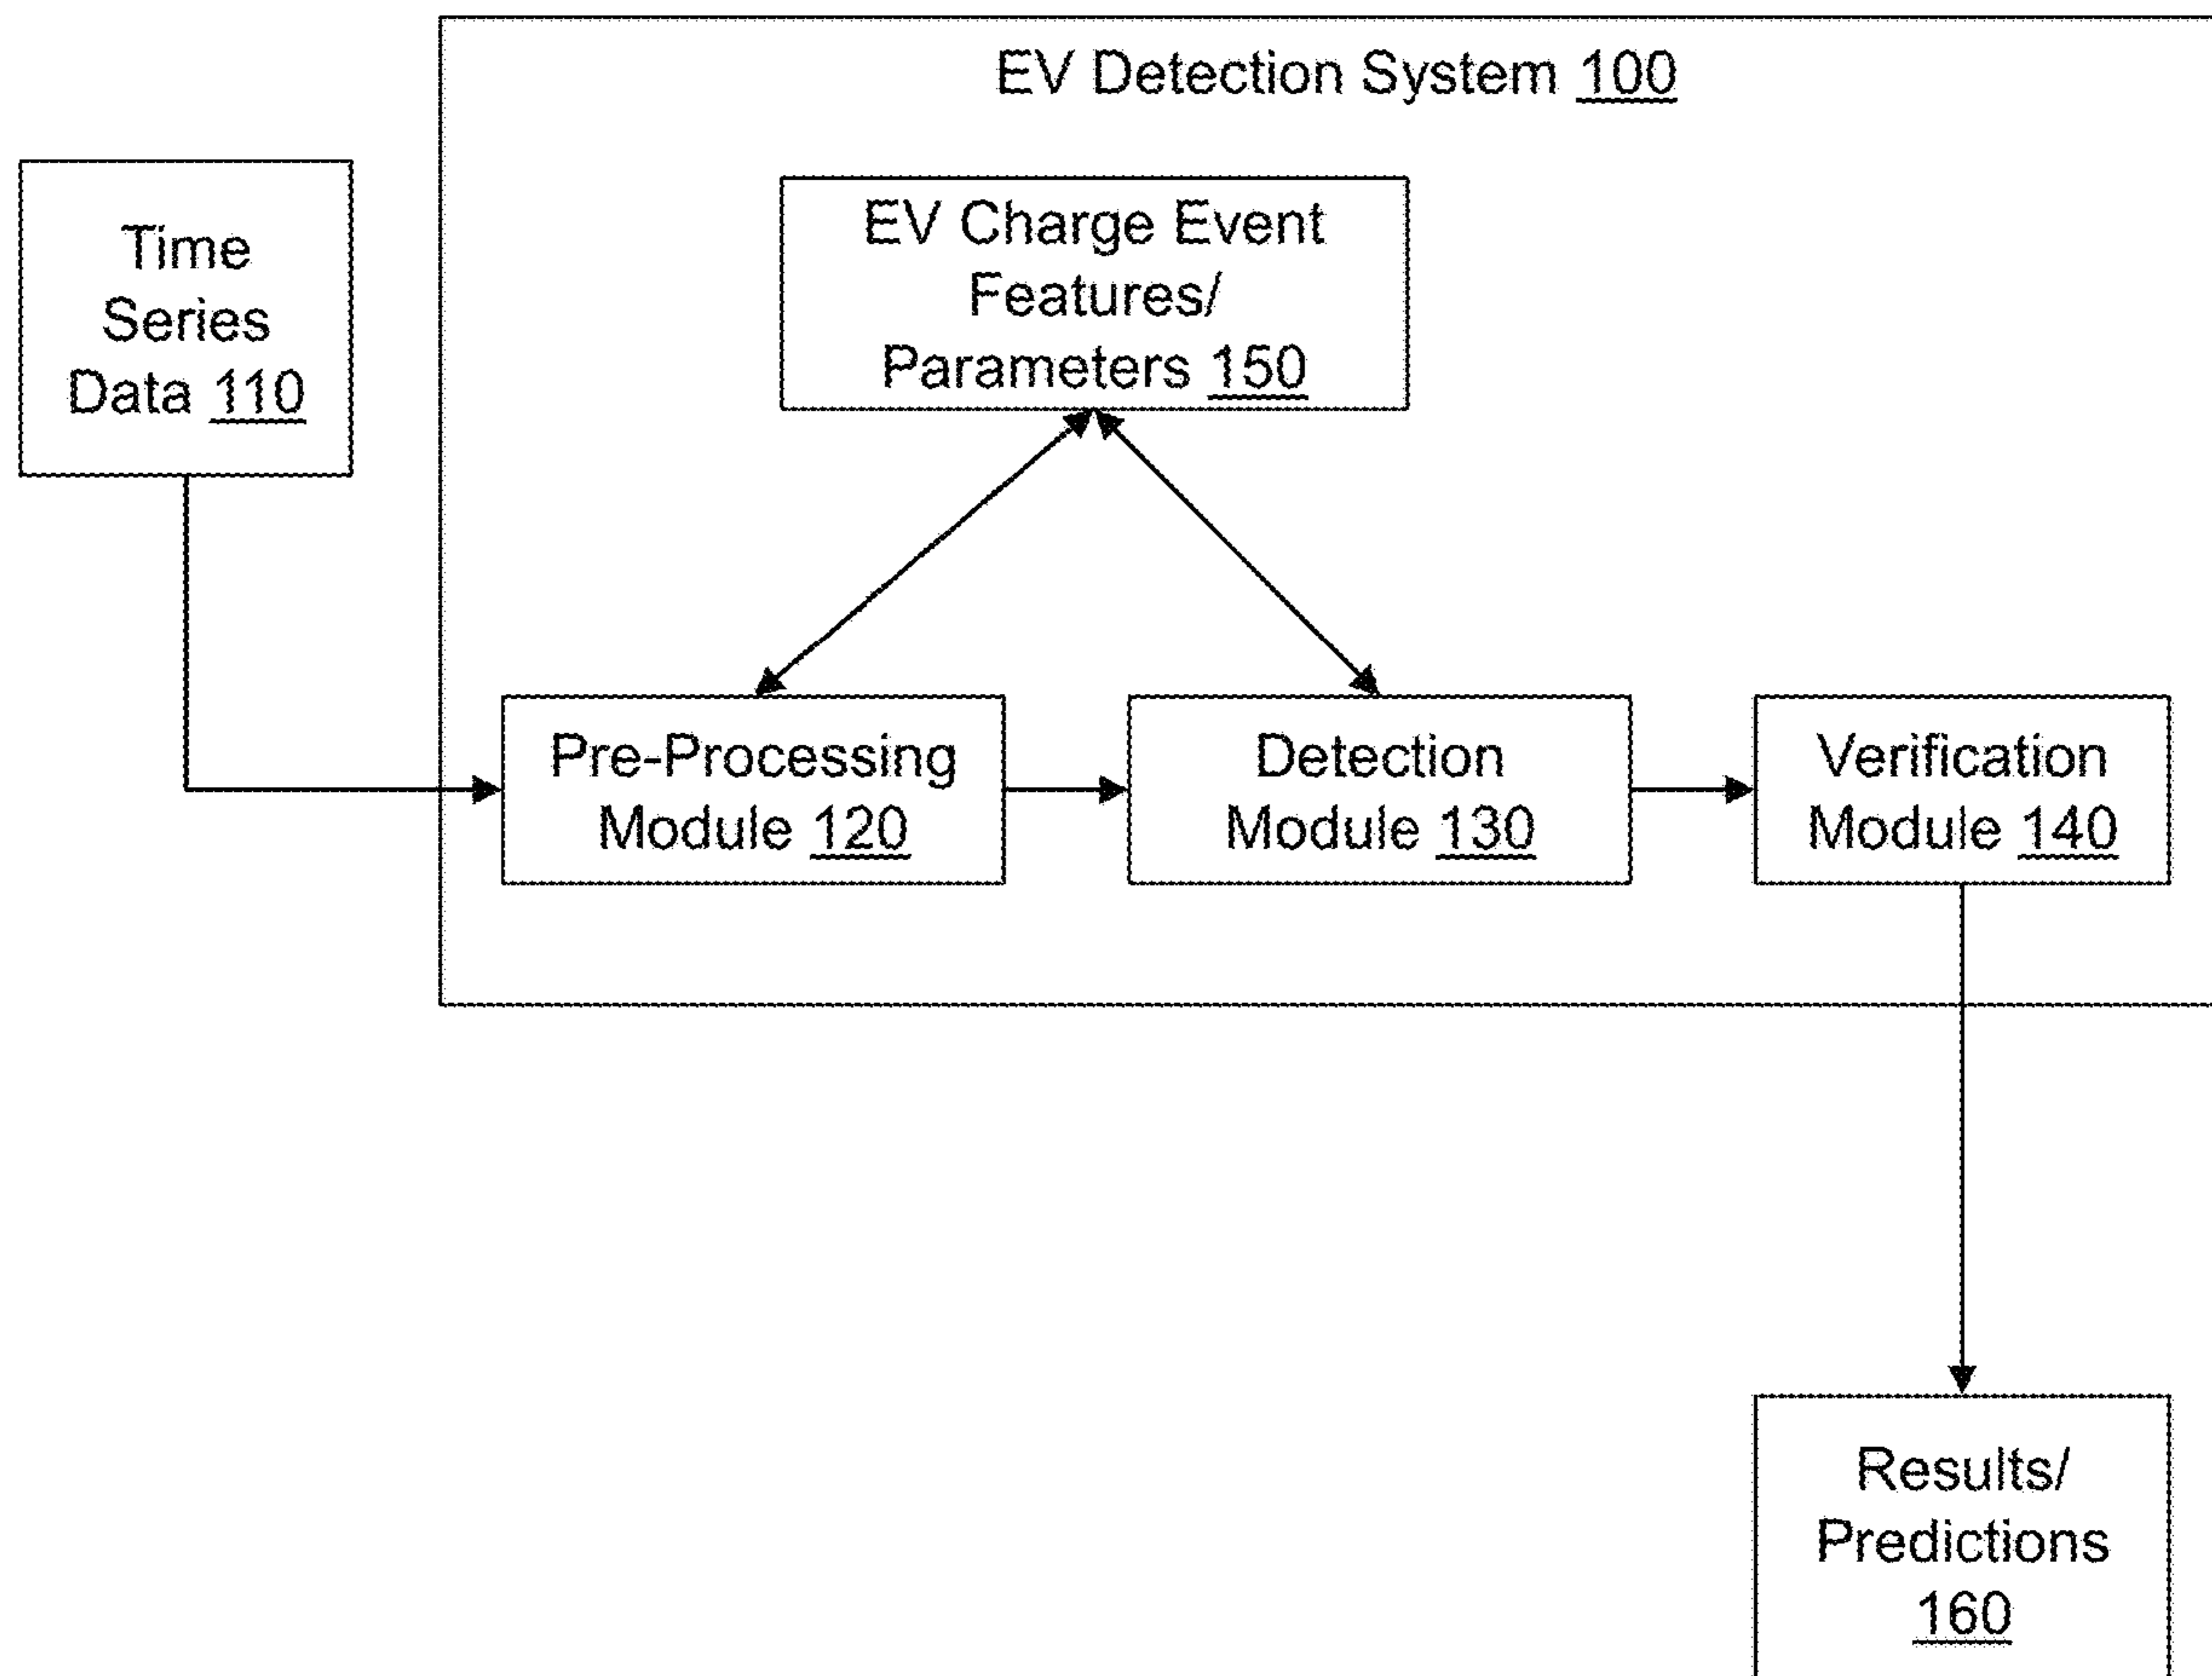 EV Detection System 100
Time
Series
Data 110
EV Charge Event
Features/
Parameters 150
Pre-Processing
Module 120
Detection
Module 130
Verification
Module 140
Results/
Predictions
160